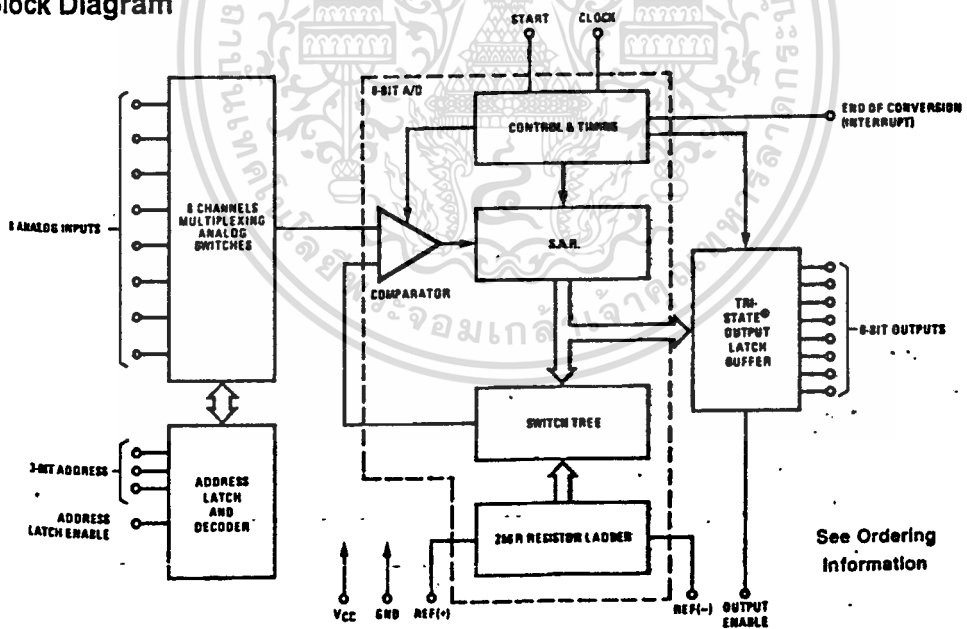 Block Diagram
START
CLOCK
8-BIT A/D
CONTROL & TIMING
END OF CONVERSION
(INTERRUPT)
8 ANALOG INPUTS
8 CHANNELS
MULTIPLEXING
ANALOG
SWITCHES
COMPARATOR
S.A.R.
TRI-
STATE®
OUTPUT
LATCH
BUFFER
8-BIT OUTPUTS
SWITCH TREE
3-BIT ADDRESS
ADDRESS
LATCH ENABLE
ADDRESS
LATCH
AND
DECODER
256R RESISTOR LADDER
See Ordering
Information
VCC
GND
REF(+)
REF(−)
OUTPUT
ENABLE